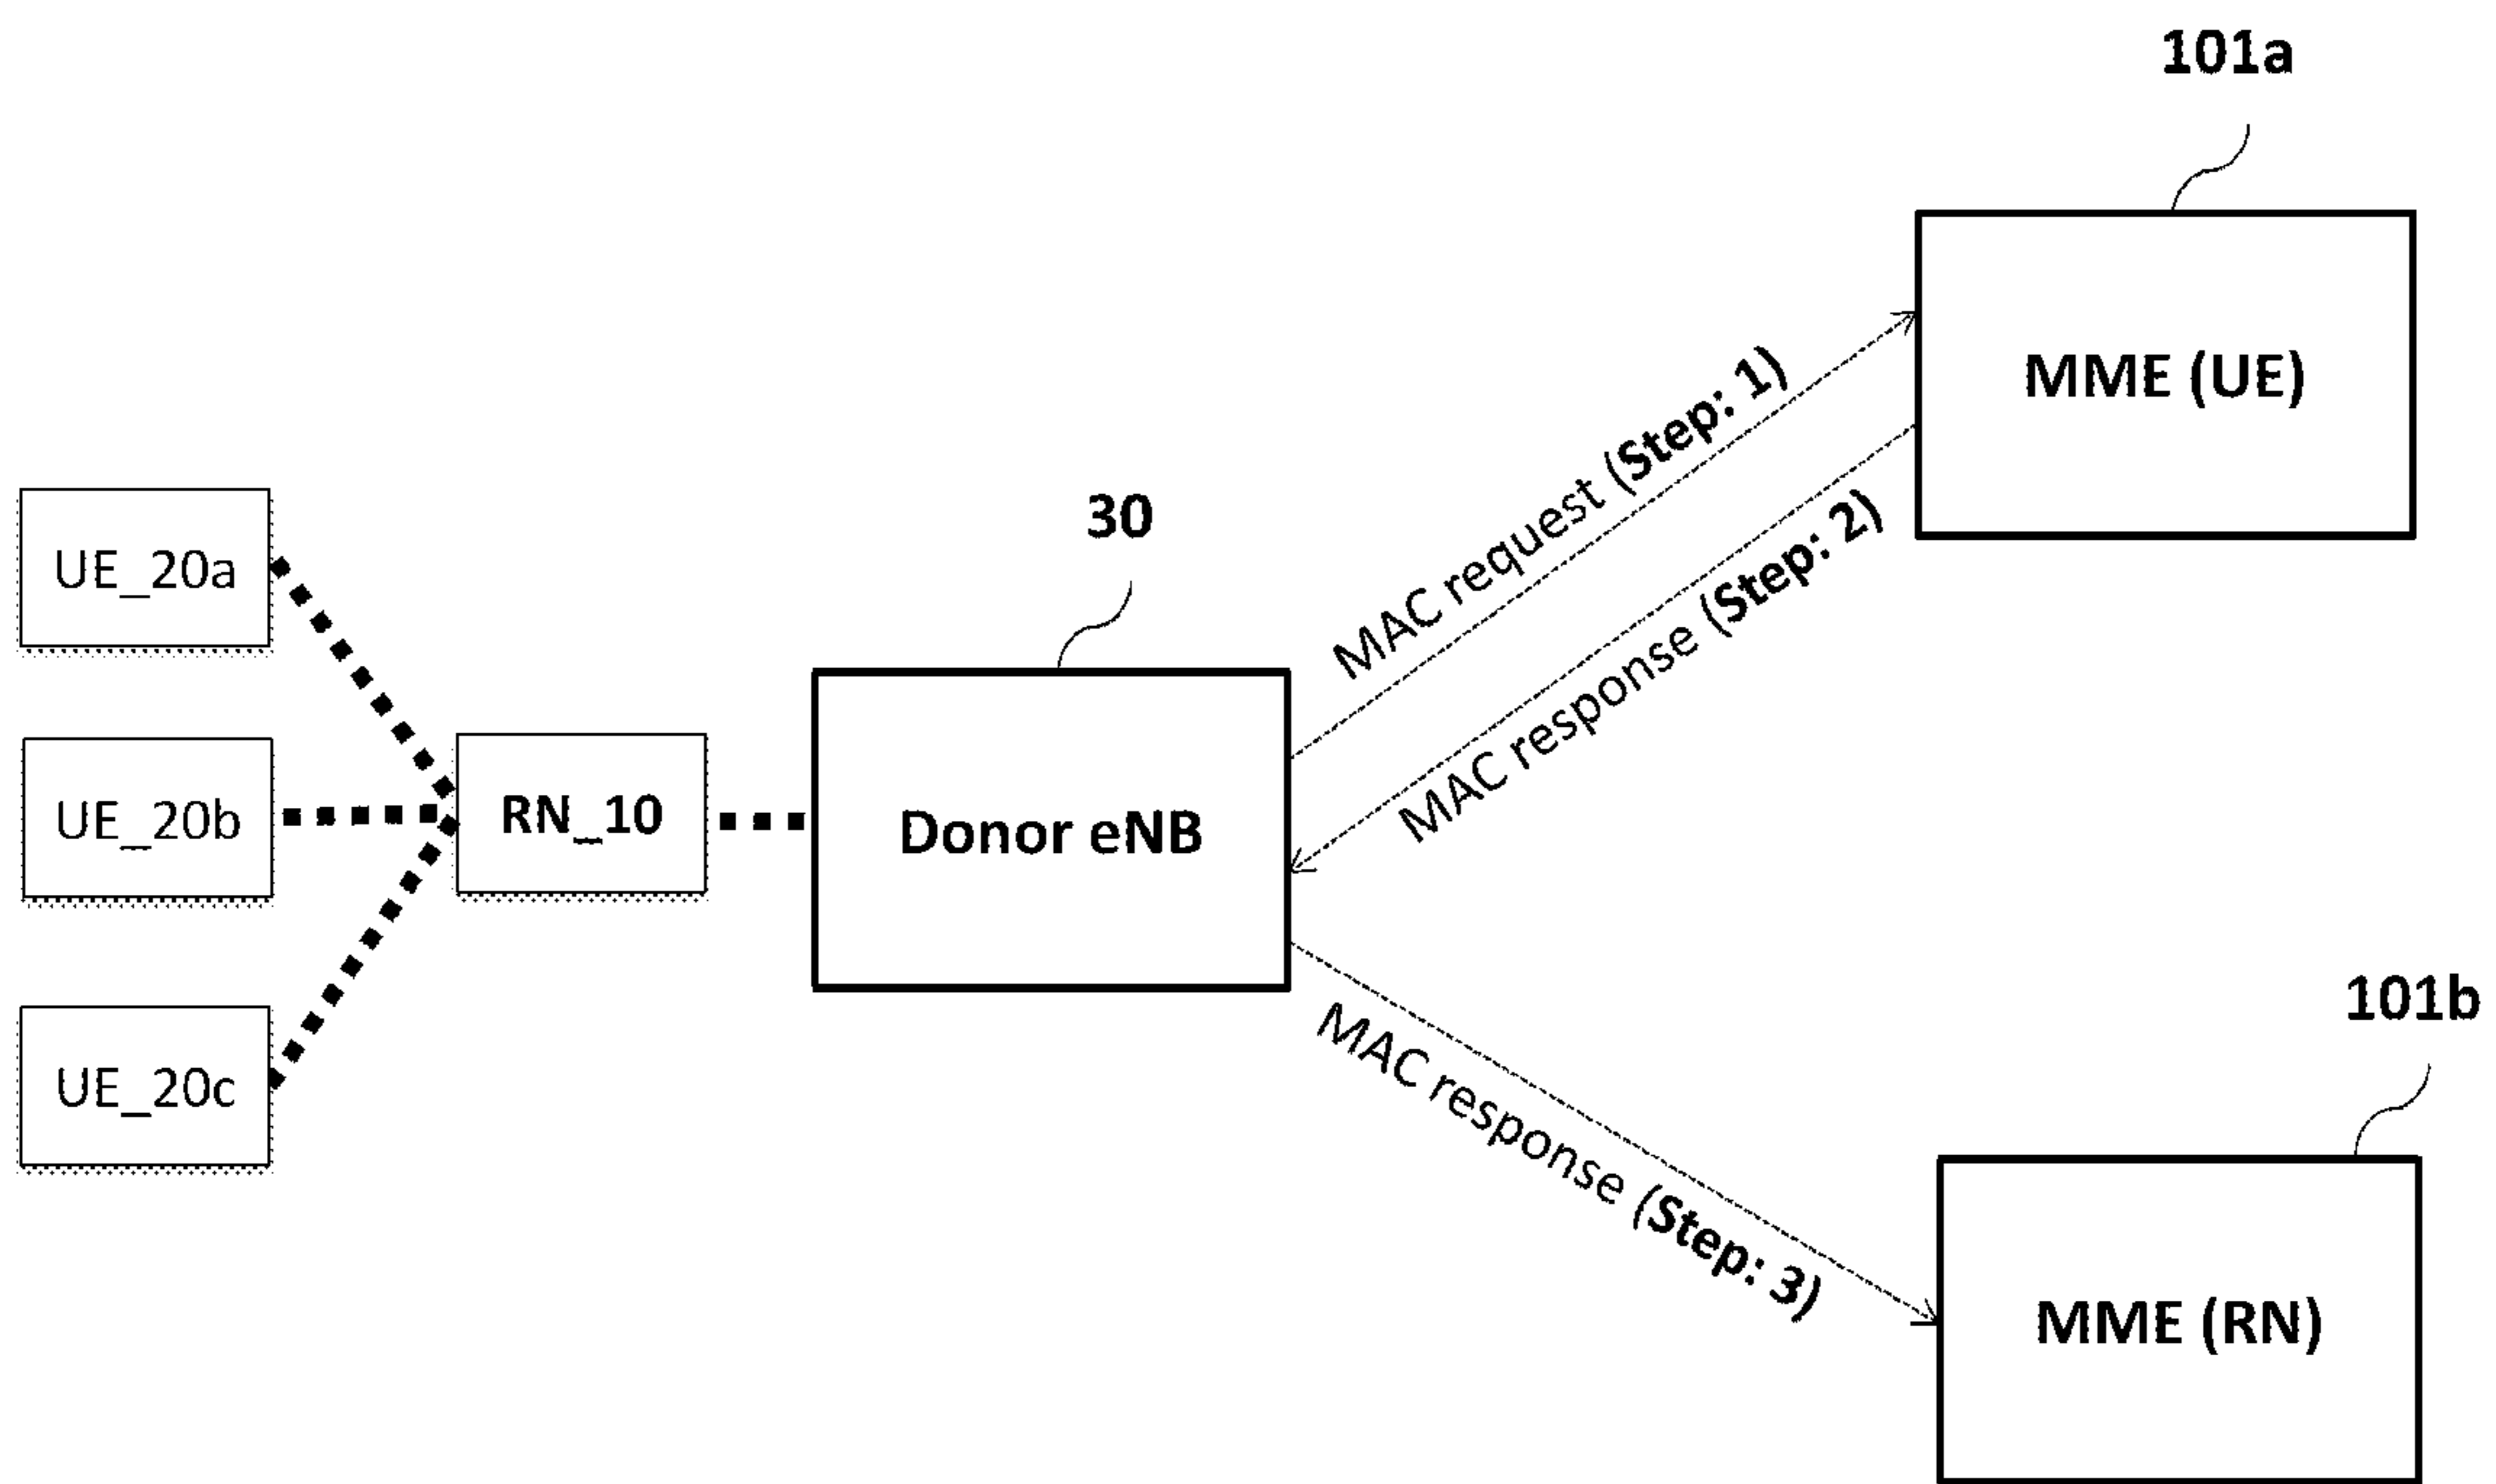 101a
MME (UE)
MAC request (Step: 1)
MAC response (Step: 2)
30
UE_20a
UE_20b
RN_10
Donor eNB
UE_20c
101b
MAC response (Step: 3)
MME (RN)